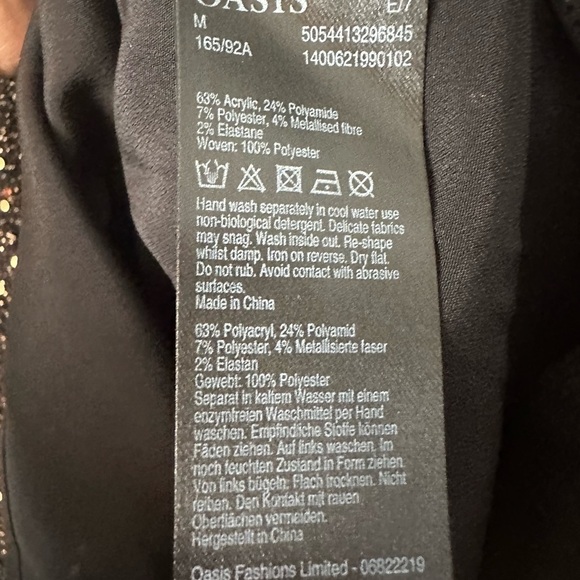 OASIS
E/7
M
5054413296845
165/92A
1400621990102
63% Acrylic, 24% Polyamide
7% Polyester, 4% Metallised fibre
2% Elastane
Woven: 100% Polyester
Hand wash separately in cool water use
non-biological detergent. Delicate fabrics
may snag. Wash inside out. Re-shape
whilst damp. Iron on reverse. Dry flat.
Do not rub. Avoid contact with abrasive
surfaces.
Made in China
63% Polyacryl, 24% Polyamid
7% Polyester, 4% Metallisierte faser
2% Elastan
Gewebt: 100% Polyester
Separat in kaltem Wasser mit einem
enzymfreien Waschmittel per Hand
waschen. Empfindliche Stoffe können
Fäden ziehen. Auf links waschen. Im
noch feuchten Zustand in Form ziehen.
Von links bügeln. Flach trocknen. Nicht
reiben. Den Kontakt mit rauen
Oberflächen vermeiden.
Hergestellt in China
Oasis Fashions Limited - 06822219